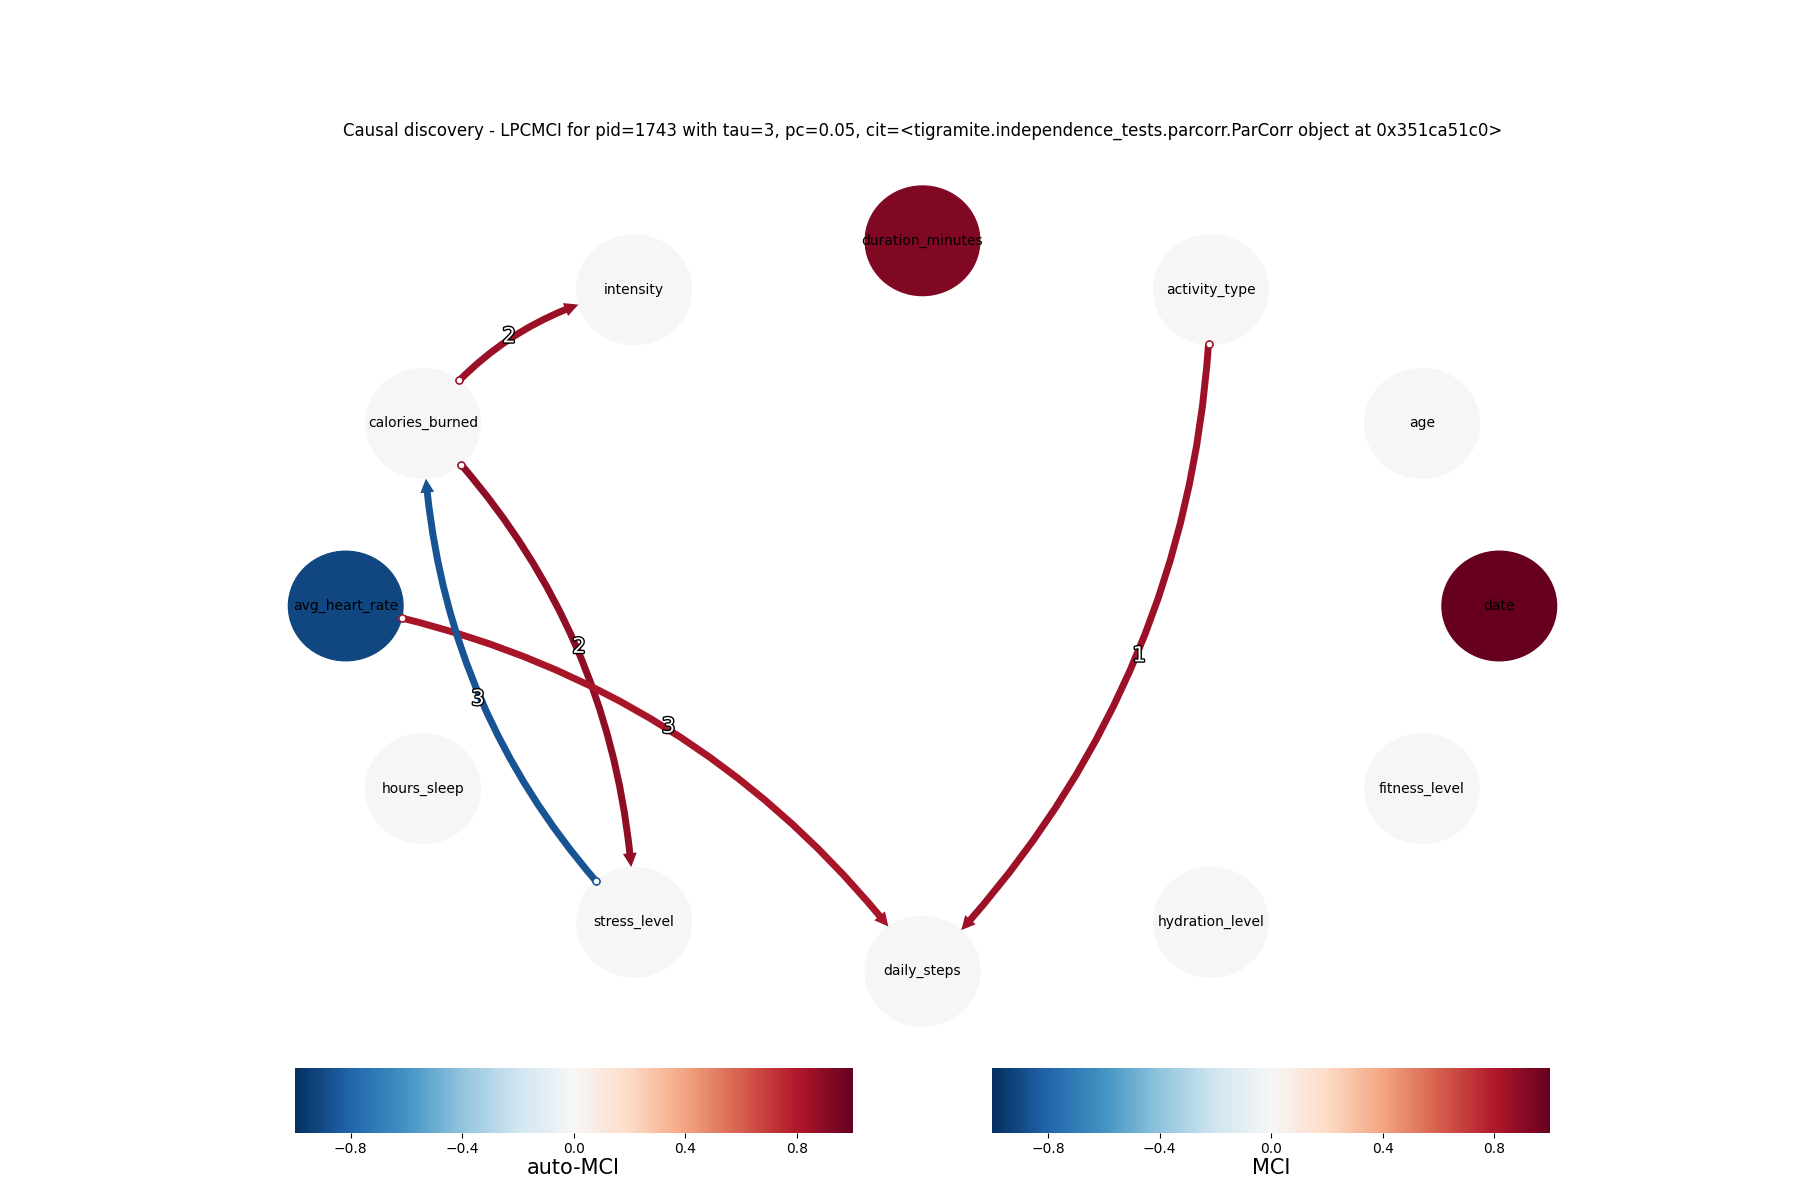 Causal discovery - LPCMCI for pid=1743 with tau=3, pc=0.05, cit=<tigramite.independence_tests.parcorr.ParCorr object at 0x351ca51c0>
duration_minutes
intensity
activity_type
2
calories_burned
age
avg_heart_rate
date
2
1
3
3
hours_sleep
fitness_level
stress_level
hydration_level
daily_steps
−0.8 −0.4 0.0 0.4 0.8
auto-MCI
−0.8 −0.4 0.0 0.4 0.8
MCI